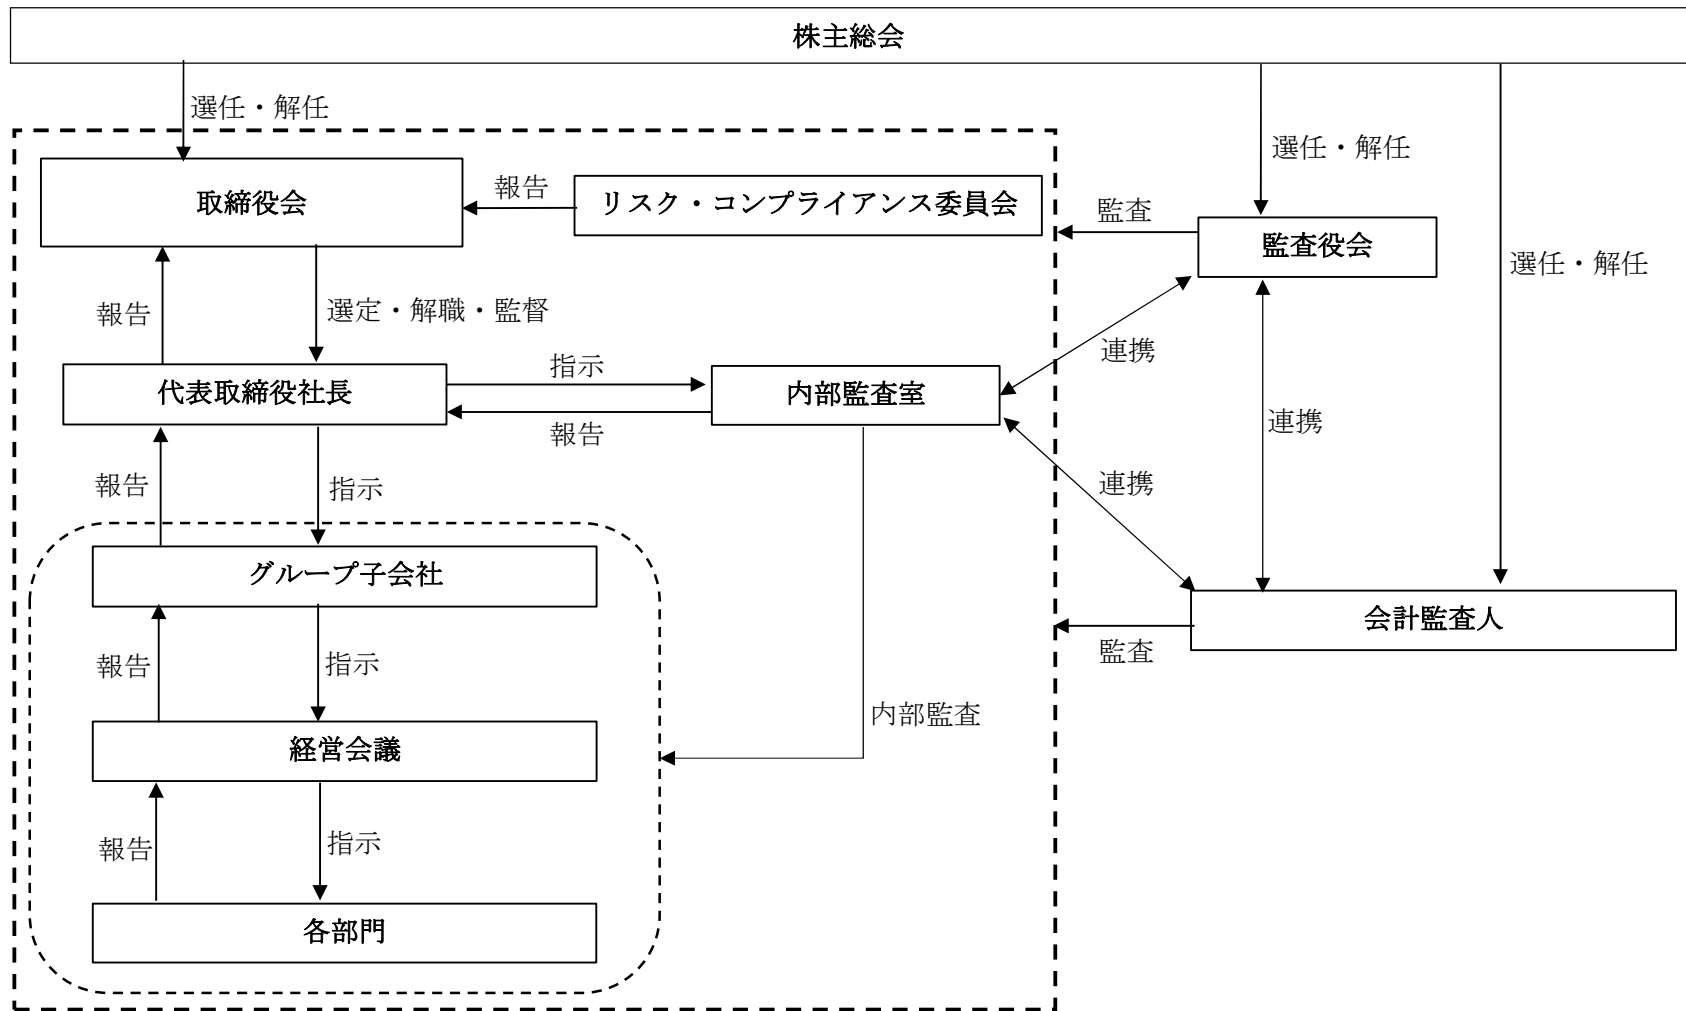 株主総会
選任・解任
選任・解任
選任・解任
取締役会
報告
リスク・コンプライアンス委員会
監査
監査役会
報告
選定・解職・監督
連携
代表取締役社長
指示
報告
内部監査室
連携
連携
報告
指示
グループ子会社
会計監査人
監査
報告
指示
内部監査
経営会議
報告
指示
各部門